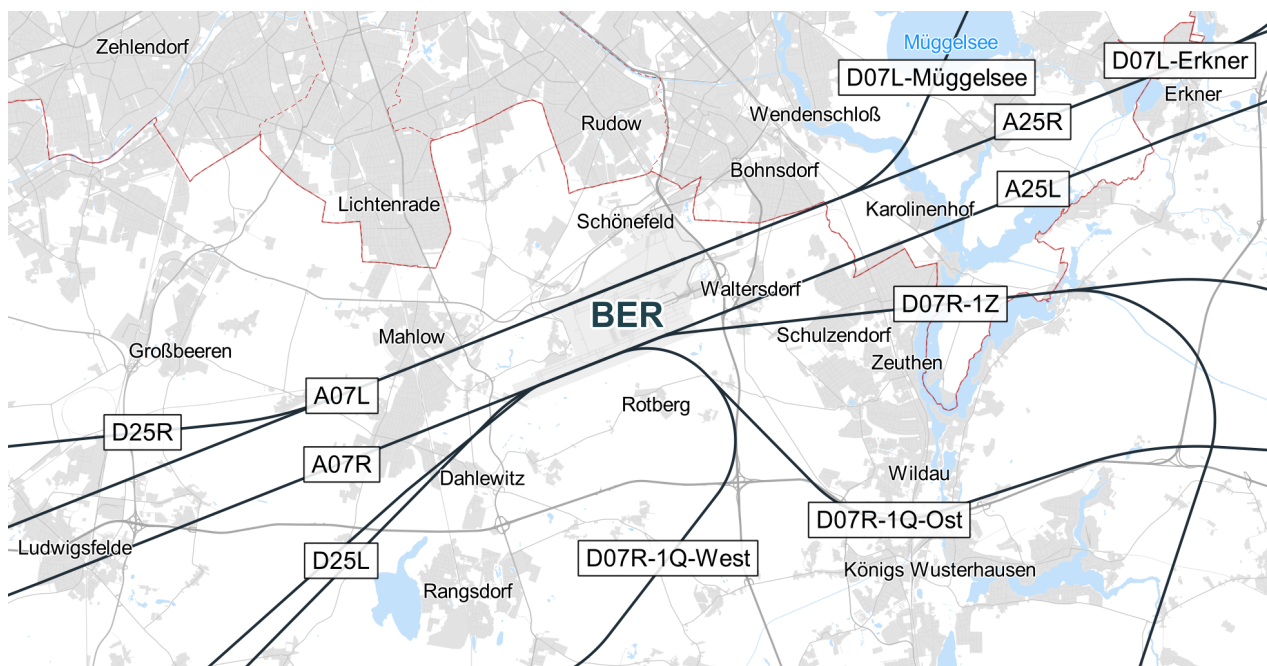 Zehlendorf
Müggelsee
D07L-Erkner
D07L-Müggelsee
Erkner
Wendenschloß
Rudow
A25R
Bohnsdorf
A25L
Lichtenrade
Karolinenhof
Schönefeld
Waltersdorf
D07R-1Z
BER
Mahlow
Schulzendorf
Großbeeren
Zeuthen
A07L
Rotberg
D25R
A07R
Dahlewitz
Wildau
D07R-1Q-Ost
Ludwigsfelde
D25L
D07R-1Q-West
Königs Wusterhausen
Rangsdorf